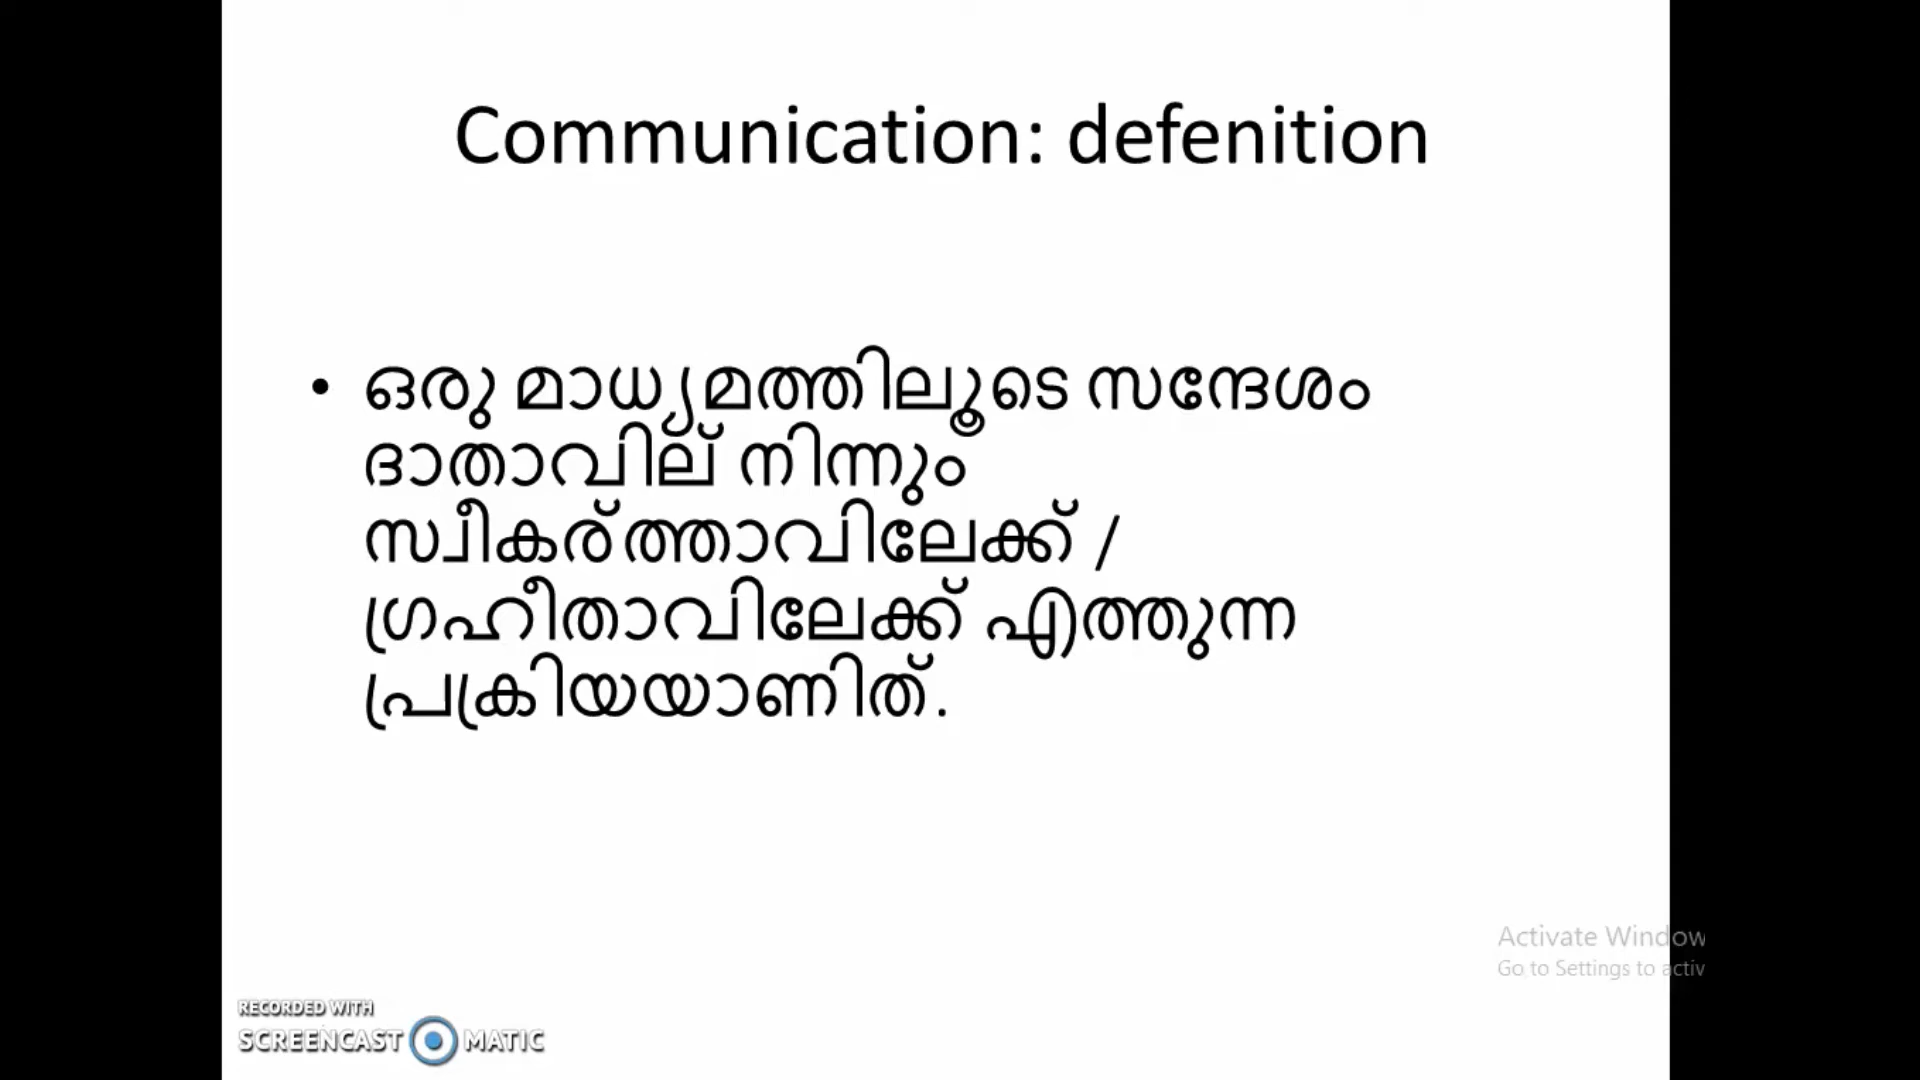 Communication: defenition
• ഒരു മാധ്യമത്തിലൂടെ സന്ദേശം
ദാതാവില് നിന്നും
സ്വീകര്ത്താവിലേക്ക് /
ഗ്രഹീതാവിലേക്ക് എത്തുന്ന
പ്രക്രിയയാണിത്.
Activate Window
Go to Settings to activ
RECORDED WITH
SCREENCAST MATIC